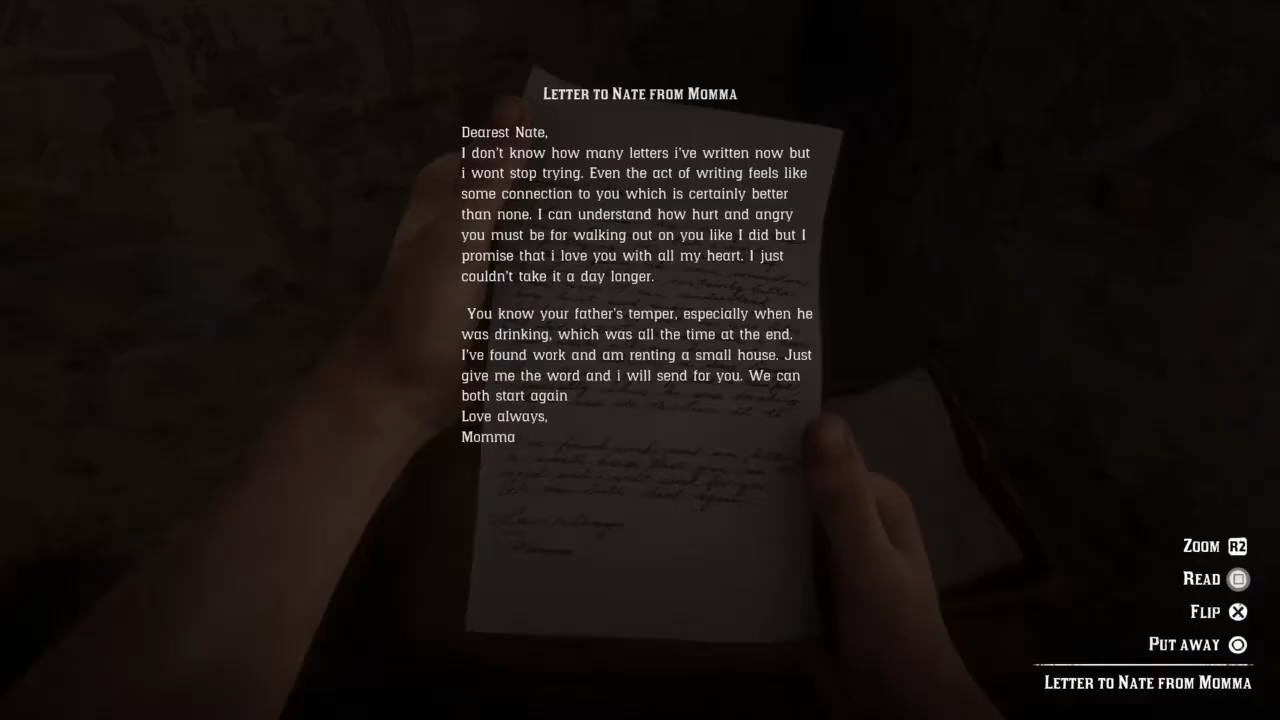 LETTER TO NATE FROM MOMMA
Dearest Nate,
I don't know how many letters i've written now but
i wont stop trying. Even the act of writing feels like
some connection to you which is certainly better
than none. I can understand how hurt and angry
you must be for walking out on you like I did but I
promise that i love you with all my heart. I just
couldn't take it a day longer.
You know your father's temper, especially when he
was drinking, which was all the time at the end.
I've found work and am renting a small house. Just
give me the word and i will send for you. We can
both start again
Love always,
Momma
ZOOM R2
READ
FLIP
PUT AWAY
LETTER TO NATE FROM MOMMA